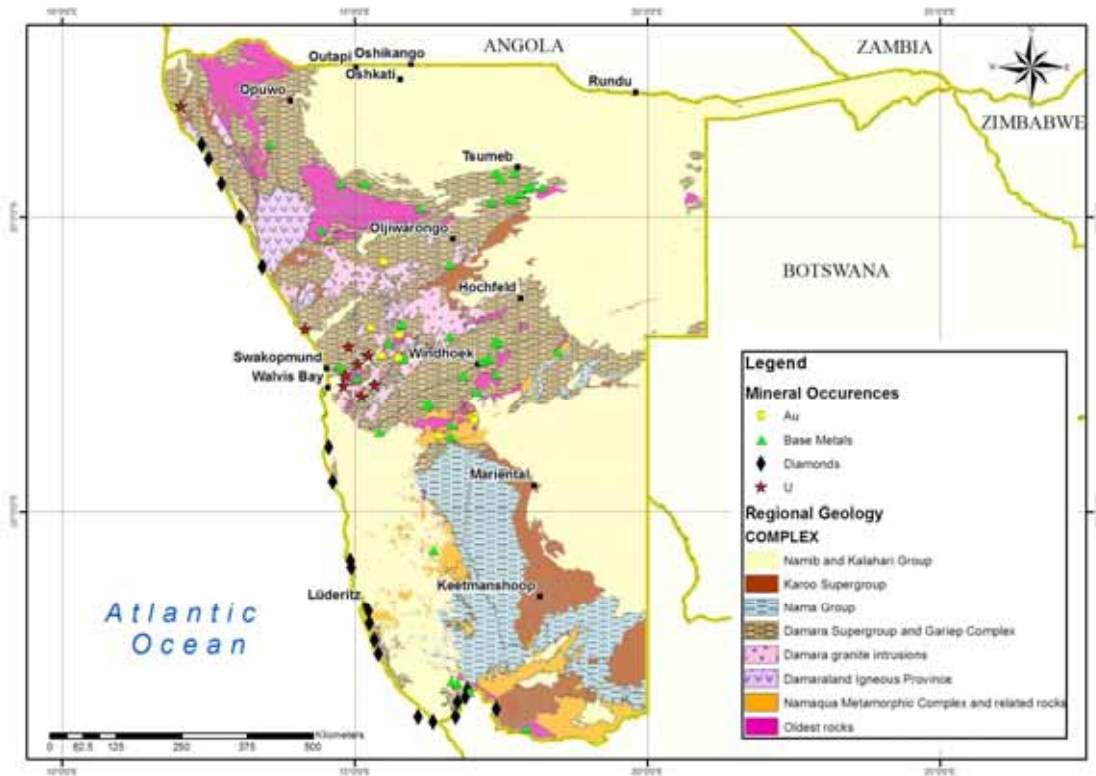 ANGOLA
ZAMBIA
ZIMBABWE
BOTSWANA
Outapi
Oshikango
Oshkati
Opuwo
Rundu
Tsumeb
Oljiwarongo
Hochfeld
Windhoek
Swakopmund
Walvis Bay
Mariental
Keetmanshoop
Lüderitz
Atlantic
Ocean
Kilometers
0 62.5 125 250 375 500
Legend
Mineral Occurences
Au
Base Metals
Diamonds
U
Regional Geology
COMPLEX
Namib and Kalahari Group
Karoo Supergroup
Nama Group
Damara Supergroup and Gariep Complex
Damara granite intrusions
Damaraland Igneous Province
Namaqua Metamorphic Complex and related rocks
Oldest rocks